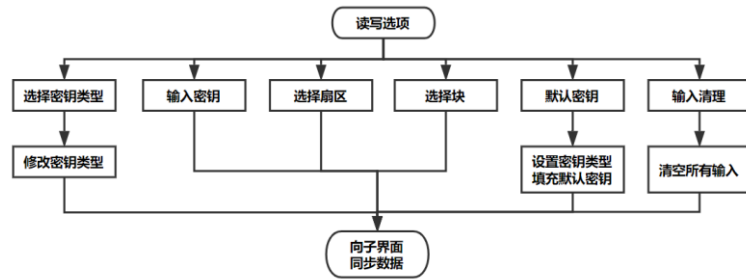 读写选项
选择密钥类型
输入密钥
选择扇区
选择块
默认密钥
输入清理
修改密钥类型
设置密钥类型
填充默认密钥
清空所有输入
向子界面
同步数据